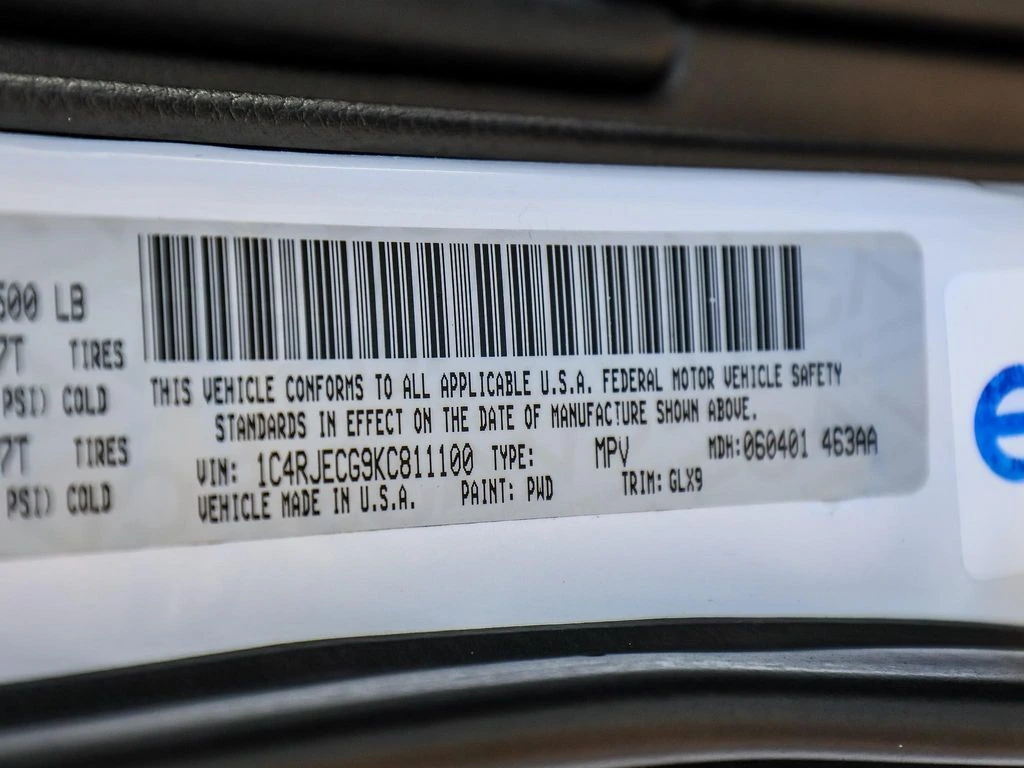 500 LB
7T TIRES
PSI) COLD
7T TIRES
PSI) COLD
THIS VEHICLE CONFORMS TO ALL APPLICABLE U.S.A. FEDERAL MOTOR VEHICLE SAFETY
STANDARDS IN EFFECT ON THE DATE OF MANUFACTURE SHOWN ABOVE.
VIN: 1C4RJECG9KC811100 TYPE: MPV MDH:060401 463AA
VEHICLE MADE IN U.S.A. PAINT: PWD TRIM: GLX9